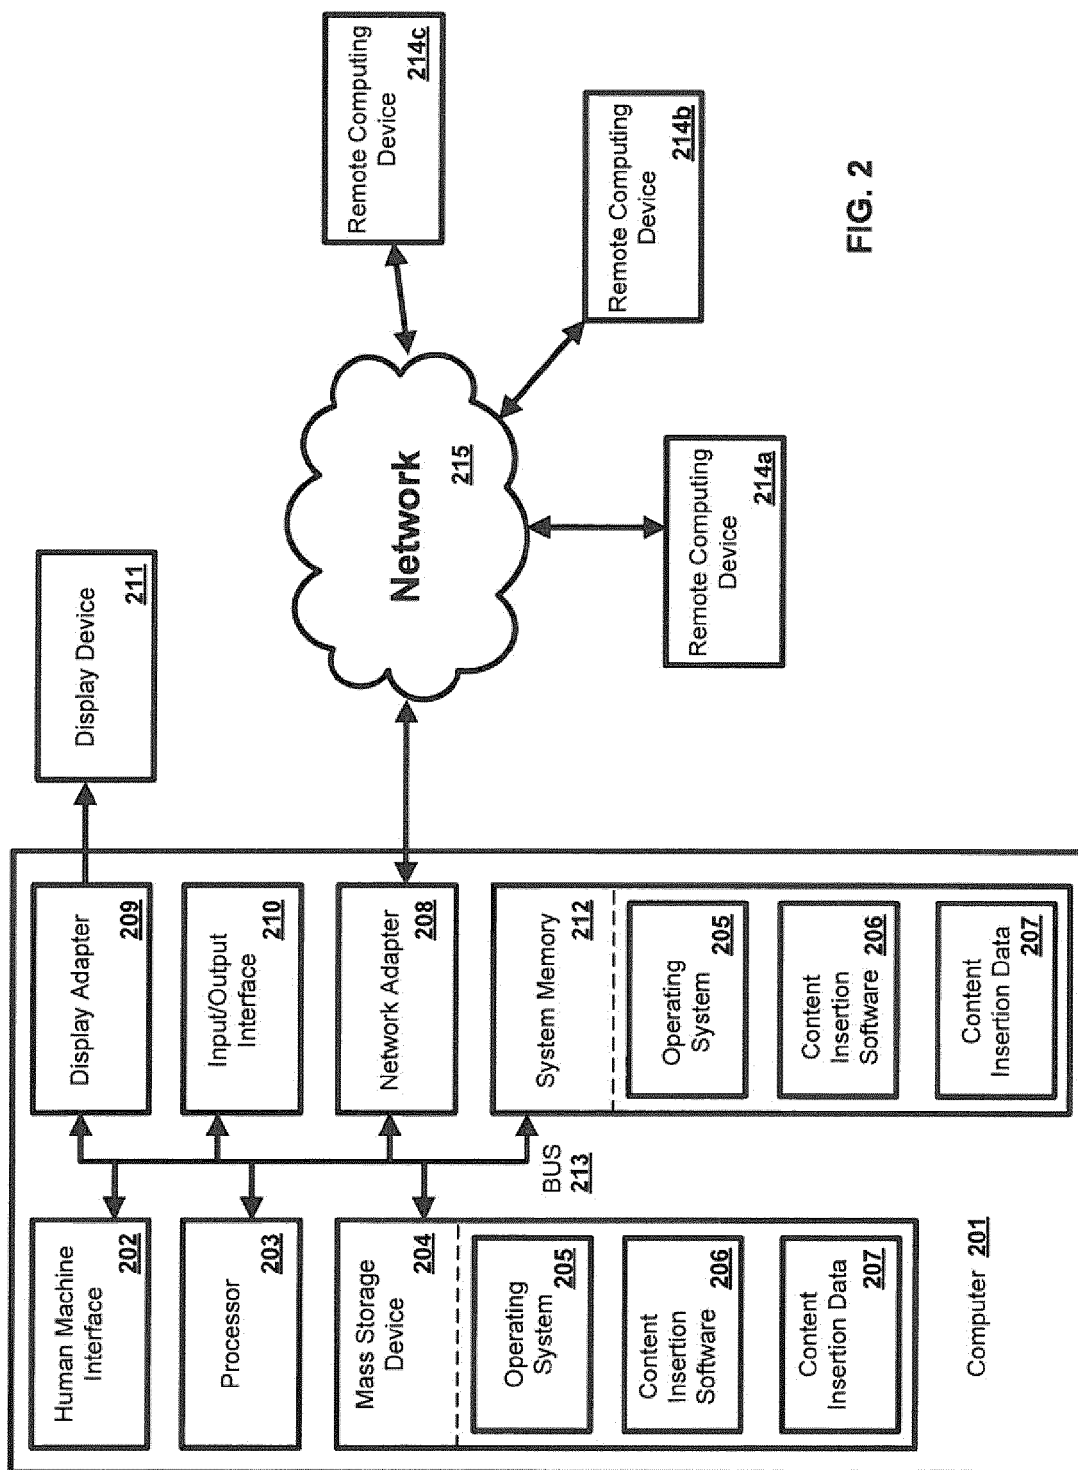 Human Machine
Interface
202
Processor
203
Mass Storage
Device
204
Operating
System
205
Content
Insertion
Software
206
Content
Insertion Data
207
Computer 201
BUS
213
Display Adapter
209
Input/Output
Interface
210
Network Adapter
208
System Memory
212
Operating
System
205
Content
Insertion
Software
206
Content
Insertion Data
207
Display Device
211
Network
215
Remote Computing
Device
214a
Remote Computing
Device
214b
Remote Computing
Device
214c
FIG. 2